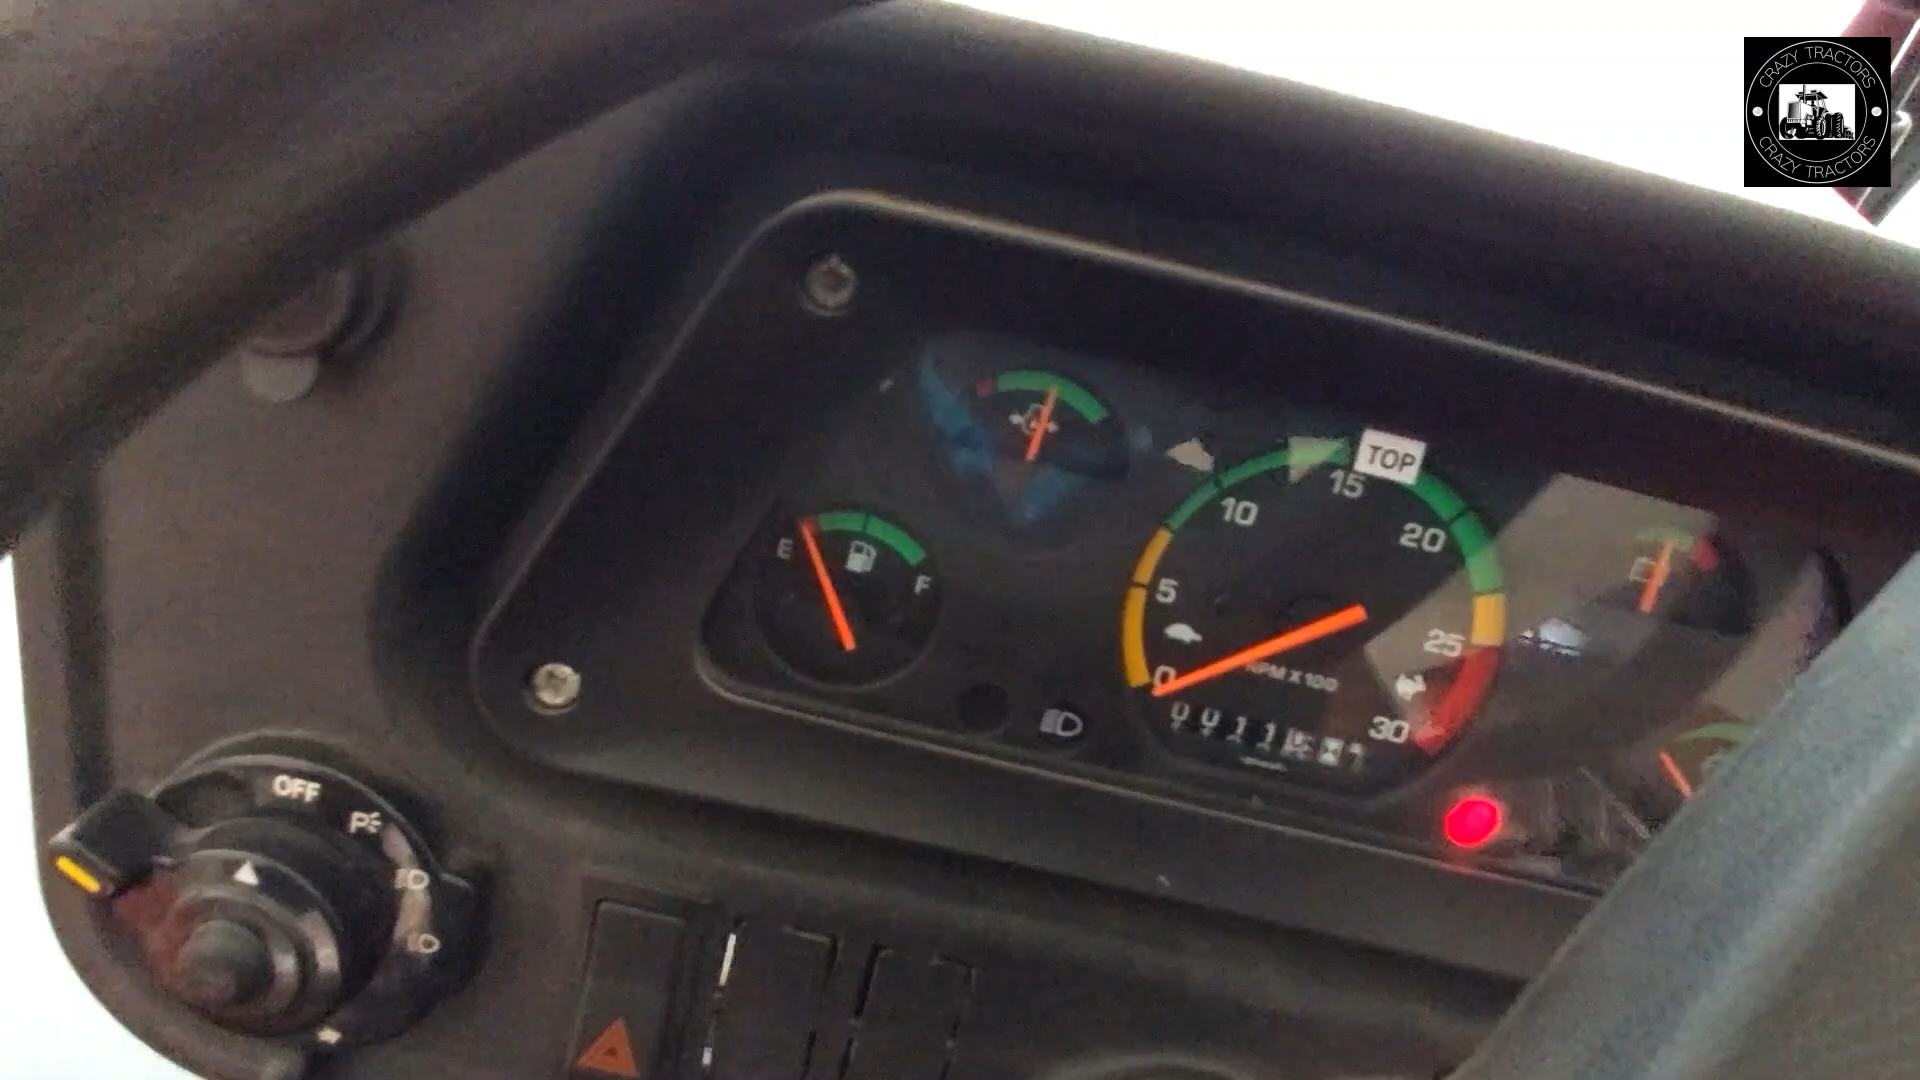 CRAZY TRACTORS
CRAZY TRACTORS
TOP
15
10
20
E
F
5
25
0
RPM X 100
30
OFF
P